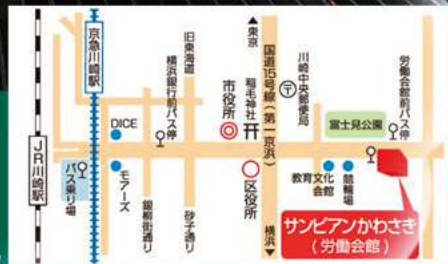 JR川崎駅
京急川崎駅
バス乗り場
DICE
モアーズ
横浜銀行前バス停
旧東海道
銀柳街通り
砂子通り
市役所
稲毛神社
区役所
▲東京
国道15号線(第一京浜)
横浜▼
川崎中央郵便局
富士見公園
労働会館前バス停
教育文化
会館
競輪場
サンピアンかわさき
(労働会館)